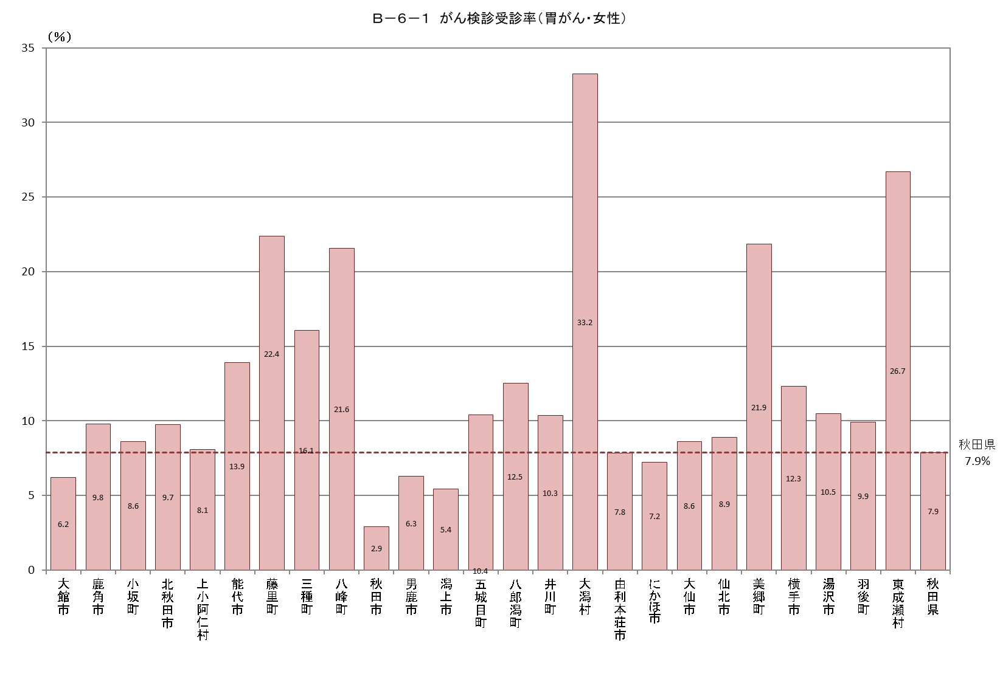 Ｂ－６－１　がん検診受診率（胃がん・女性）
（％）
35
30
25
20
15
10
5
0
6.2
9.8
8.6
9.7
8.1
13.9
22.4
16.1
21.6
2.9
6.3
5.4
10.4
12.5
10.3
33.2
7.8
7.2
8.6
8.9
21.9
12.3
10.5
9.9
26.7
7.9
秋田県
7.9%
大館市
鹿角市
小坂町
北秋田市
上小阿仁村
能代市
藤里町
三種町
八峰町
秋田市
男鹿市
潟上市
五城目町
八郎潟町
井川町
大潟村
由利本荘市
にかほ市
大仙市
仙北市
美郷町
横手市
湯沢市
羽後町
東成瀬村
秋田県